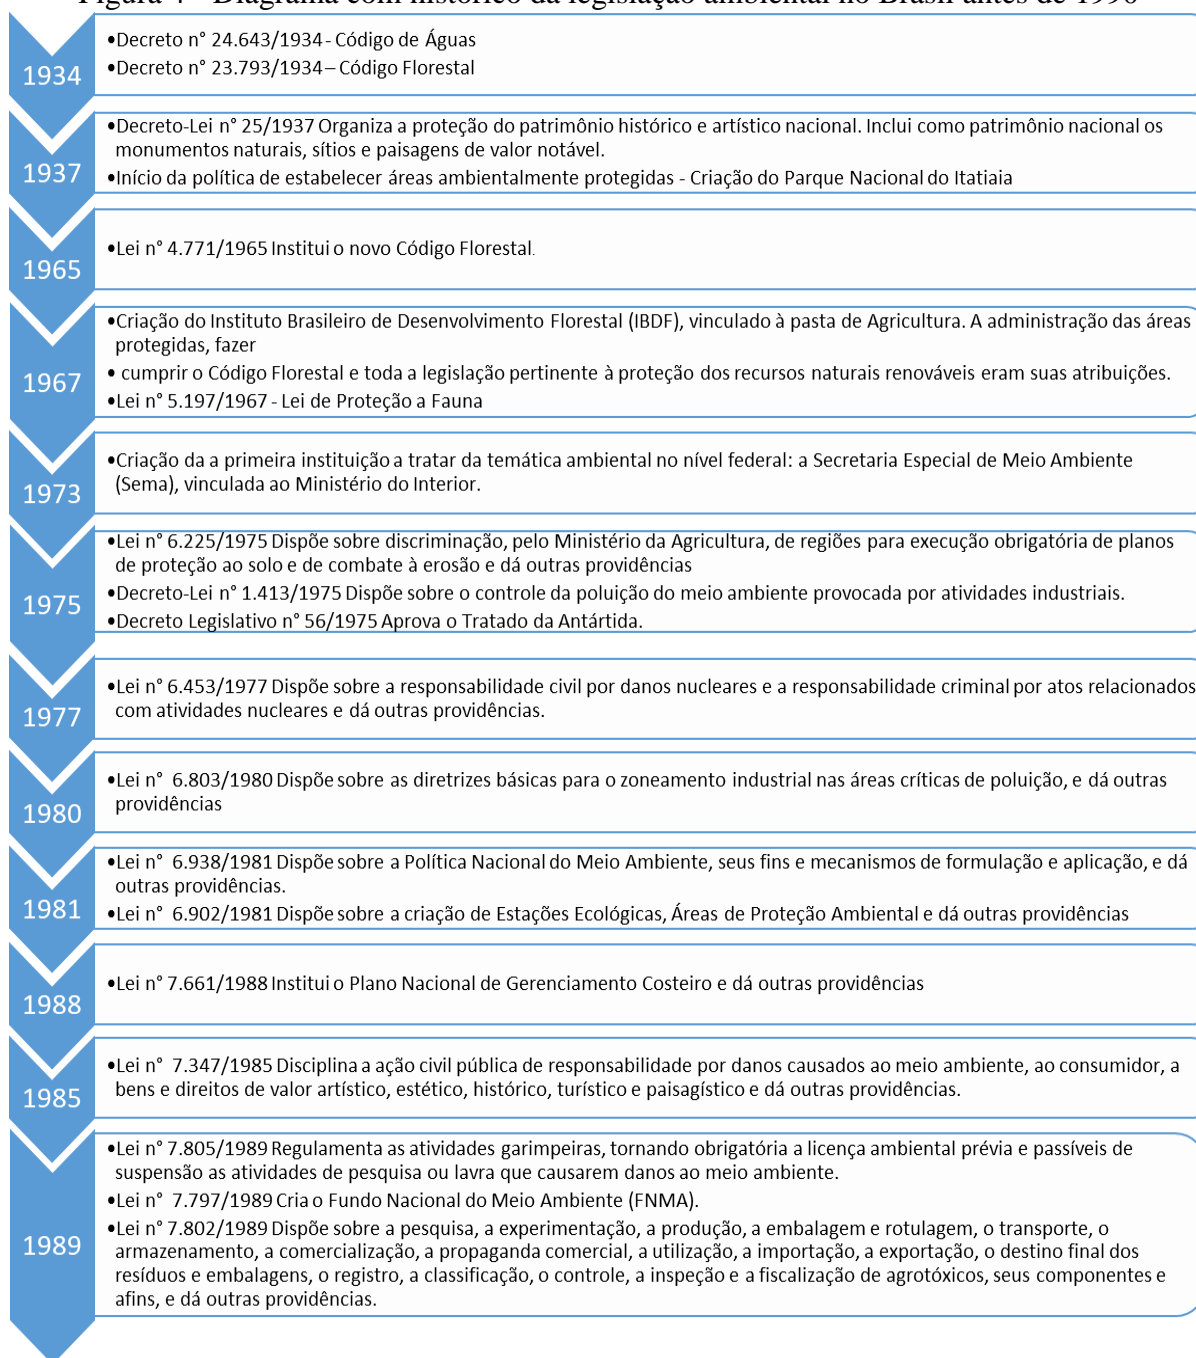 Figura 4 - Diagrama com histórico da legislação ambiental no Brasil antes de 1990
1934
•Decreto n° 24.643/1934- Código de Águas
•Decreto n° 23.793/1934– Código Florestal
1937
•Decreto-Lei n° 25/1937 Organiza a proteção do patrimônio histórico e artístico nacional. Inclui como patrimônio nacional os
monumentos naturais, sítios e paisagens de valor notável.
•Início da política de estabelecer áreas ambientalmente protegidas - Criação do Parque Nacional do Itatiaia
1965
•Lei n° 4.771/1965 Institui o novo Código Florestal.
1967
•Criação do Instituto Brasileiro de Desenvolvimento Florestal (IBDF), vinculado à pasta de Agricultura. A administração das áreas
protegidas, fazer
• cumprir o Código Florestal e toda a legislação pertinente à proteção dos recursos naturais renováveis eram suas atribuições.
•Lei n° 5.197/1967 - Lei de Proteção a Fauna
1973
•Criação da a primeira instituição a tratar da temática ambiental no nível federal: a Secretaria Especial de Meio Ambiente
(Sema), vinculada ao Ministério do Interior.
1975
•Lei n° 6.225/1975 Dispõe sobre discriminação, pelo Ministério da Agricultura, de regiões para execução obrigatória de planos
de proteção ao solo e de combate à erosão e dá outras providências
•Decreto-Lei n° 1.413/1975 Dispõe sobre o controle da poluição do meio ambiente provocada por atividades industriais.
•Decreto Legislativo n° 56/1975 Aprova o Tratado da Antártida.
1977
•Lei n° 6.453/1977 Dispõe sobre a responsabilidade civil por danos nucleares e a responsabilidade criminal por atos relacionados
com atividades nucleares e dá outras providências.
1980
•Lei n° 6.803/1980 Dispõe sobre as diretrizes básicas para o zoneamento industrial nas áreas críticas de poluição, e dá outras
providências
1981
•Lei n° 6.938/1981 Dispõe sobre a Política Nacional do Meio Ambiente, seus fins e mecanismos de formulação e aplicação, e dá
outras providências.
•Lei n° 6.902/1981 Dispõe sobre a criação de Estações Ecológicas, Áreas de Proteção Ambiental e dá outras providências
1988
•Lei n° 7.661/1988 Institui o Plano Nacional de Gerenciamento Costeiro e dá outras providências
1985
•Lei n° 7.347/1985 Disciplina a ação civil pública de responsabilidade por danos causados ao meio ambiente, ao consumidor, a
bens e direitos de valor artístico, estético, histórico, turístico e paisagístico e dá outras providências.
1989
•Lei n° 7.805/1989 Regulamenta as atividades garimpeiras, tornando obrigatória a licença ambiental prévia e passíveis de
suspensão as atividades de pesquisa ou lavra que causarem danos ao meio ambiente.
•Lei n° 7.797/1989 Cria o Fundo Nacional do Meio Ambiente (FNMA).
•Lei n° 7.802/1989 Dispõe sobre a pesquisa, a experimentação, a produção, a embalagem e rotulagem, o transporte, o
armazenamento, a comercialização, a propaganda comercial, a utilização, a importação, a exportação, o destino final dos
resíduos e embalagens, o registro, a classificação, o controle, a inspeção e a fiscalização de agrotóxicos, seus componentes e
afins, e dá outras providências.